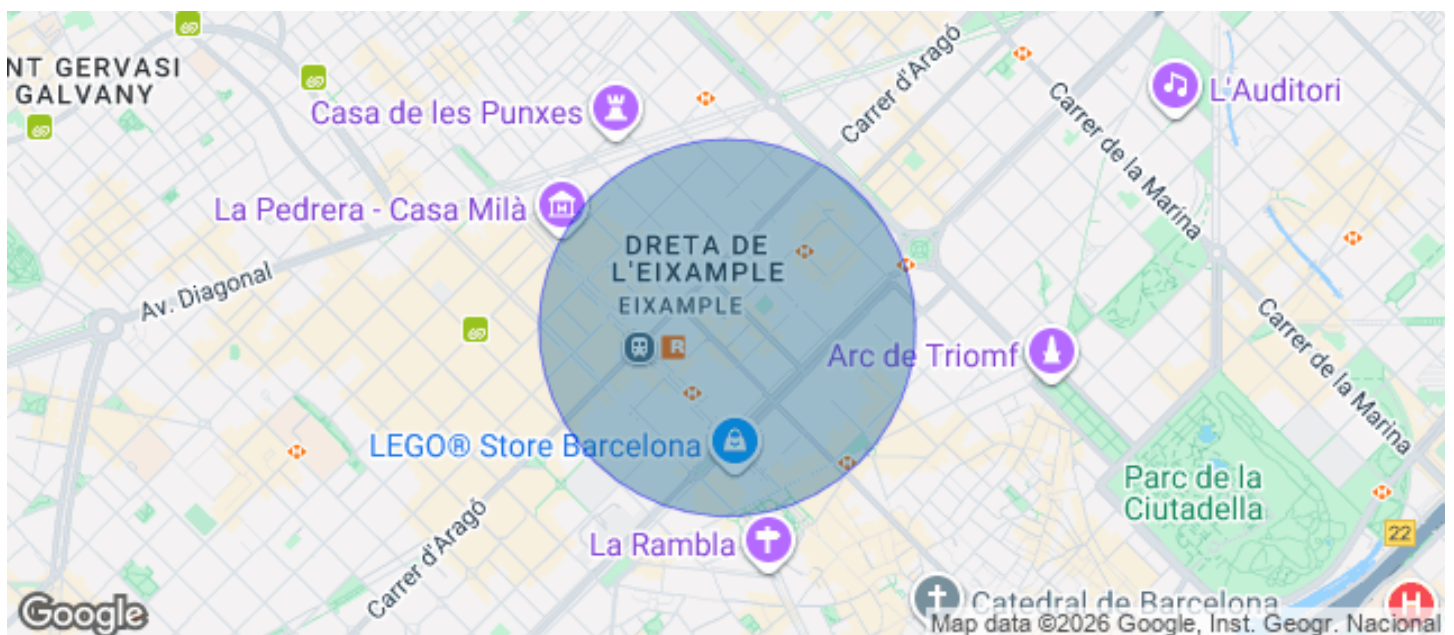 NT GERVASI
GALVANY
Casa de les Punxes
Carrer d'Aragó
L'Auditori
Carrer de la Marina
La Pedrera - Casa Milà
DRETA DE
L'EIXAMPLE
EIXAMPLE
Av. Diagonal
R
Arc de Triomf
Carrer de la Marina
LEGO® Store Barcelona
Parc de la
Ciutadella
Carrer d'Aragó
La Rambla
22
Catedral de Barcelona
H
Google
Map data ©2026 Google, Inst. Geogr. Nacional